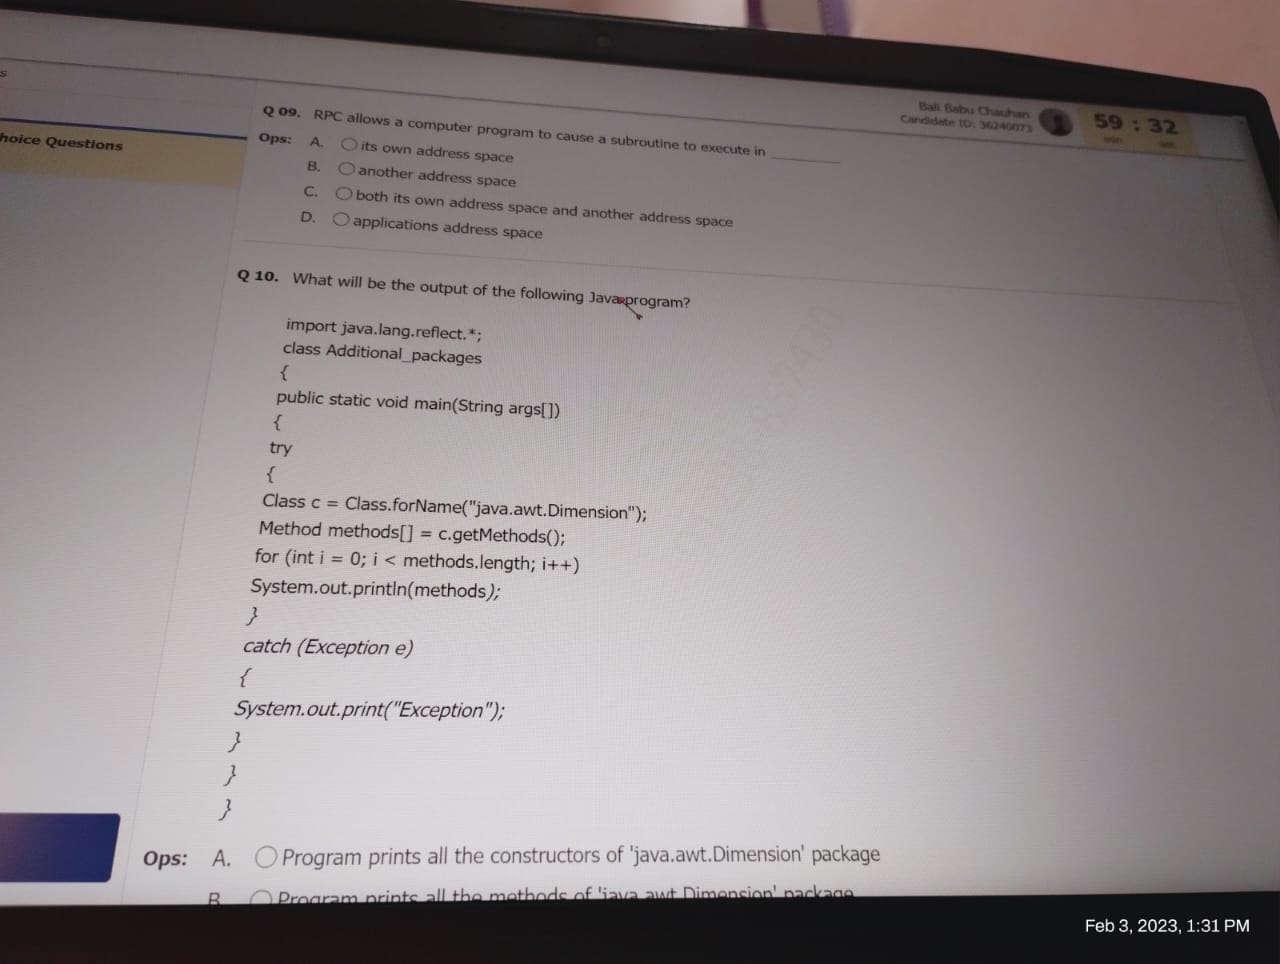 s
hoice Questions
Bali Babu Chauhan
Candidate ID: 36240073
59 : 32
min sec
Q 09. RPC allows a computer program to cause a subroutine to execute in ________
Ops: A. its own address space
B. another address space
C. both its own address space and another address space
D. applications address space
Q 10. What will be the output of the following Java program?
import java.lang.reflect.*;
class Additional_packages
{
public static void main(String args[])
{
try
{
Class c = Class.forName("java.awt.Dimension");
Method methods[] = c.getMethods();
for (int i = 0; i < methods.length; i++)
System.out.println(methods);
}
catch (Exception e)
{
System.out.print("Exception");
}
}
}
Ops: A. Program prints all the constructors of 'java.awt.Dimension' package
B Program prints all the methods of 'java.awt.Dimension' package
Feb 3, 2023, 1:31 PM